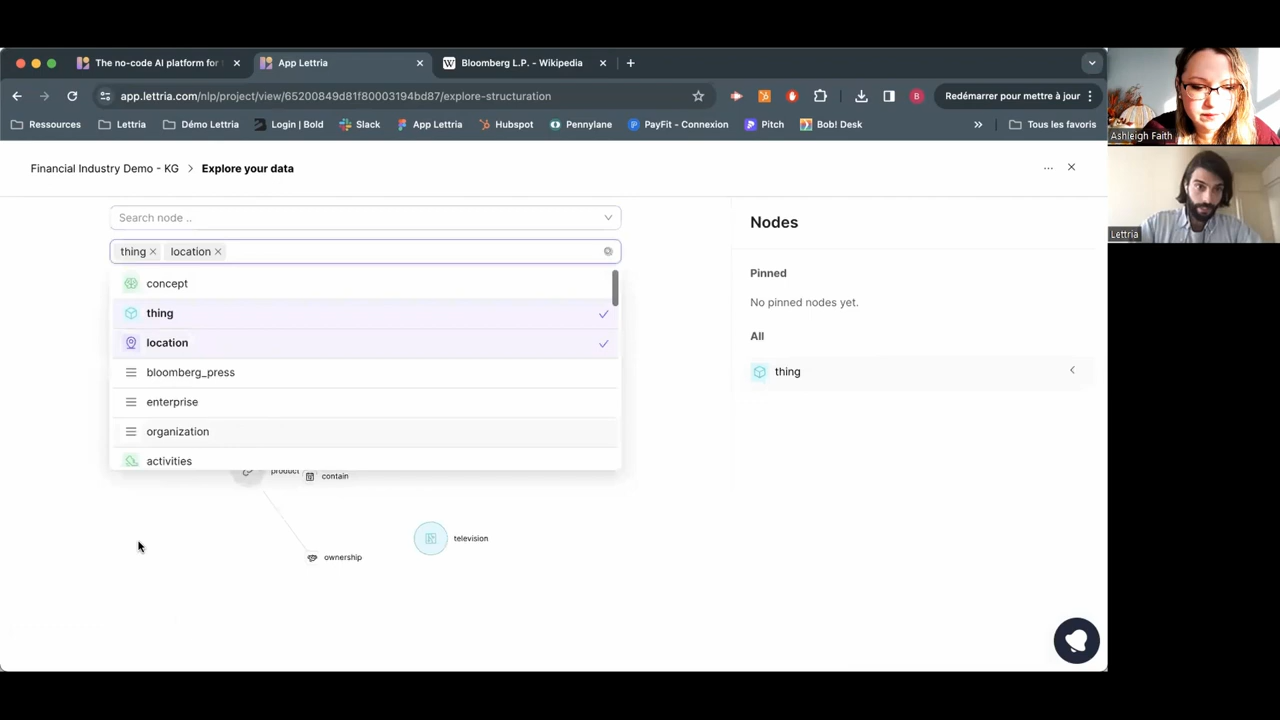 The no-code AI platform for
App Lettria
Bloomberg L.P. - Wikipedia
app.lettria.com/nlp/project/view/65200849d81f80003194bd87/explore-structuration
Redémarrer pour mettre à jour
Ressources
Lettria
Démo Lettria
Login | Bold
Slack
App Lettria
Hubspot
Pennylane
PayFit - Connexion
Pitch
Bob! Desk
Tous les favoris
Ashleigh Faith
Lettria
Financial Industry Demo - KG > Explore your data
Search node ..
thing
location
concept
thing
location
bloomberg_press
enterprise
organization
activities
product
contain
ownership
television
Nodes
Pinned
No pinned nodes yet.
All
thing